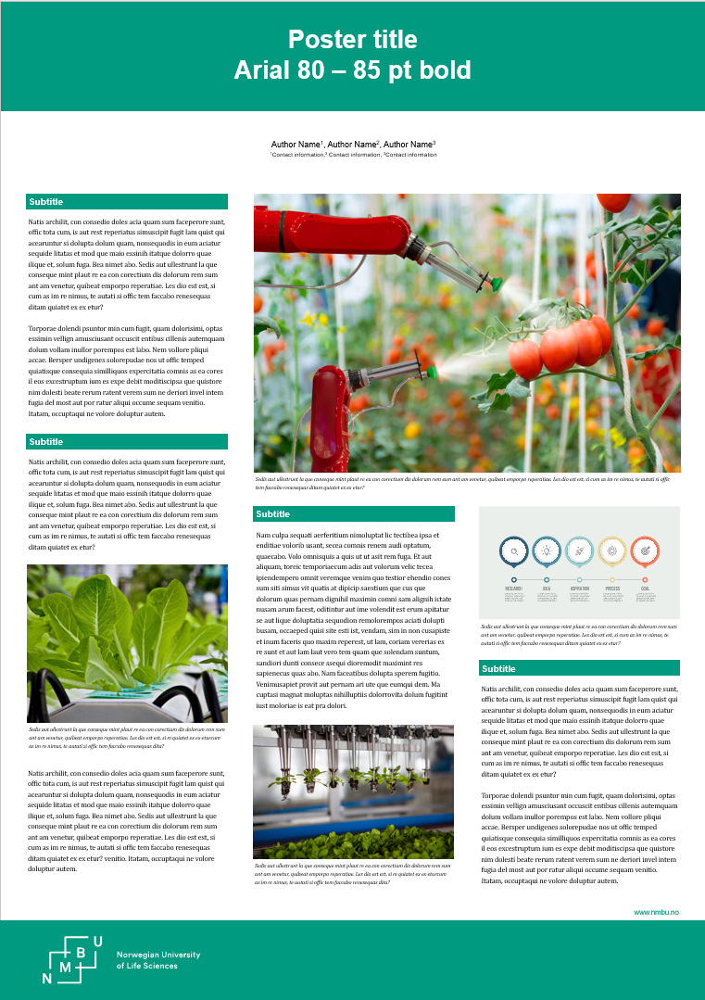 Poster title
Arial 80 – 85 pt bold
Author Name¹, Author Name², Author Name³
¹Contact information,² Contact information, ³Contact information
Subtitle
Natis archilit, con consedio doles acia quam sum faceperore sunt,
offic tota cum, is aut rest reperiatus simuscipit fugit lam quist qui
acearuntur si dolupta dolum quam, nonsequodis in eum aciatur
sequide litatas et mod que maio essinih itatque dolorro quae
ilique et, solum fuga. Bea nimet abo. Sedis aut ullestrunt la que
conseque mint plaut re ea con corectium dis dolorum rem sum
ant am venetur, quibeat emporpo reperatiae. Les dio est est, si
cum as im re nimus, te autati si offic tem faccabo renesequas
ditam quiatet ex ex etur?
Torporae dolendi psuntor min cum fugit, quam dolorisimi, optas
essimin vellign amusciusant occuscit entibus cillenis autemquam
dolum vollam inullor porempos est labo. Nem vollore pliqui
accae. Bersper undigenes solorepudae nos ut offic temped
quiatisque consequia similliquos expercitatia comnis as ea cores
il eos excestruptum ium es expe debit moditiscipsa que quistore
nim dolesti beate rerum ratent verem sum ne deriori invel intem
fugia del most aut por ratur aliqui occume sequam venitio.
Itatam, occuptaqui ne volore doluptur autem.
Subtitle
Natis archilit, con consedio doles acia quam sum faceperore sunt,
offic tota cum, is aut rest reperiatus simuscipit fugit lam quist qui
acearuntur si dolupta dolum quam, nonsequodis in eum aciatur
sequide litatas et mod que maio essinih itatque dolorro quae
ilique et, solum fuga. Bea nimet abo. Sedis aut ullestrunt la que
conseque mint plaut re ea con corectium dis dolorum rem sum
ant am venetur, quibeat emporpo reperatiae. Les dio est est, si
cum as im re nimus, te autati si offic tem faccabo renesequas
ditam quiatet ex ex etur?
Sedis aut ullestrunt la que conseque mint plaut re ea con corectium dis dolorum rem sum
ant am venetur, quibeat emporpo reperatiae. Les dio est est, si m quiatet ex ex eturcum
as im re nimus, te autati si offic tem faccabo renesequas dita?
Natis archilit, con consedio doles acia quam sum faceperore sunt,
offic tota cum, is aut rest reperiatus simuscipit fugit lam quist qui
acearuntur si dolupta dolum quam, nonsequodis in eum aciatur
sequide litatas et mod que maio essinih itatque dolorro quae
ilique et, solum fuga. Bea nimet abo. Sedis aut ullestrunt la que
conseque mint plaut re ea con corectium dis dolorum rem sum
ant am venetur, quibeat emporpo reperatiae. Les dio est est, si
cum as im re nimus, te autati si offic tem faccabo renesequas
ditam quiatet ex ex etur? venitio. Itatam, occuptaqui ne volore
doluptur autem.
Sedis aut ullestrunt la que conseque mint plaut re ea con corectium dis dolorum rem sum ant am venetur, quibeat emporpo reperatiae. Les dio est est, si cum as im re nimus, te autati si offic
tem faccabo renesequas ditam quiatet ex ex etur?
Subtitle
Nam culpa sequati aerferitium nimoluptat lic tectibea ipsa et
enditiae volorib usant, secea comnis renem audi optatum,
quaecabo. Volo omnisquis a quis ut ut asit rem fuga. Et aut
aliquam, toreic temporiaecum adis aut volorum velic tecea
ipiendempero omnit veremque venim quo testior ehendio cones
sum siti simus vit quatis at dipicip saestium que cus que
dolorum quas pernam dignihil maximin comni sam alignih ictate
nusam arum facest, oditintur aut ime volendit est erum apitatur
se aut lique doluptatia sequodion remolorempos aciati dolupti
busam, occaeped quisi site esti ist, vendam, sim in non cusapiste
et inum faceris quo maxim reperest, ut lam, coriam vererias es
re sunt et aut lam laut vero tem quam que solendam suntum,
sandiori dunti consece ssequi dioremodit maximint res
sapienecus quas abo. Nam faceatibus dolupta sperem fugitio.
Venimusapiet provit aut pernam ari ute que eumqui dem. Ma
cuptasi magnat moluptas nihilluptiis dolorrovita dolum fugitint
iust moloriae is eat pra dolori.
Sedis aut ullestrunt la que conseque mint plaut re ea con corectium dis dolorum rem sum
ant am venetur, quibeat emporpo reperatiae. Les dio est est, si m quiatet ex ex eturcum
as im re nimus, te autati si offic tem faccabo renesequas dita?
RESEARCH IDEA INSPIRATION PROCESS GOAL
Sedis aut ullestrunt la que conseque mint plaut re ea con corectium dis dolorum rem sum
ant am venetur, quibeat emporpo reperatiae. Les dio est est, si cum as im re nimus, te
autati si offic tem faccabo renesequas ditam quiatet ex ex etur?
Subtitle
Natis archilit, con consedio doles acia quam sum faceperore sunt,
offic tota cum, is aut rest reperiatus simuscipit fugit lam quist qui
acearuntur si dolupta dolum quam, nonsequodis in eum aciatur
sequide litatas et mod que maio essinih itatque dolorro quae
ilique et, solum fuga. Bea nimet abo. Sedis aut ullestrunt la que
conseque mint plaut re ea con corectium dis dolorum rem sum
ant am venetur, quibeat emporpo reperatiae. Les dio est est, si
cum as im re nimus, te autati si offic tem faccabo renesequas
ditam quiatet ex ex etur?
Torporae dolendi psuntor min cum fugit, quam dolorisimi, optas
essimin vellign amusciusant occuscit entibus cillenis autemquam
dolum vollam inullor porempos est labo. Nem vollore pliqui
accae. Bersper undigenes solorepudae nos ut offic temped
quiatisque consequia similliquos expercitatia comnis as ea cores
il eos excestruptum ium es expe debit moditiscipsa que quistore
nim dolesti beate rerum ratent verem sum ne deriori invel intem
fugia del most aut por ratur aliqui occume sequam venitio.
Itatam, occuptaqui ne volore doluptur autem.
www.nmbu.no
N M B U
Norwegian University
of Life Sciences